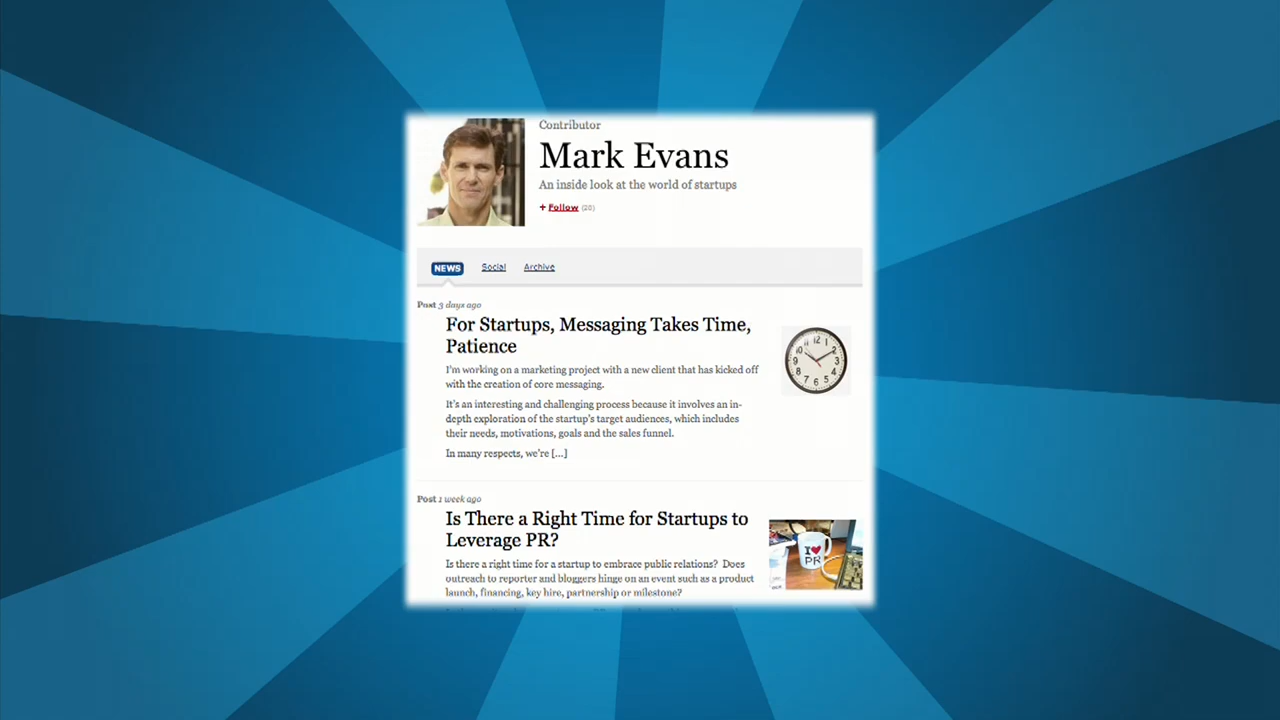 Contributor
Mark Evans
An inside look at the world of startups
+ Follow (28)
NEWS Social Archive
Post 3 days ago
For Startups, Messaging Takes Time,
Patience
I'm working on a marketing project with a new client that has kicked off
with the creation of core messaging.
It's an interesting and challenging process because it involves an in-
depth exploration of the startup's target audiences, which includes
their needs, motivations, goals and the sales funnel.
In many respects, we're [...]
Post 1 week ago
Is There a Right Time for Startups to
Leverage PR?
Is there a right time for a startup to embrace public relations? Does
outreach to reporter and bloggers hinge on an event such as a product
launch, financing, key hire, partnership or milestone?
I ♥
PR